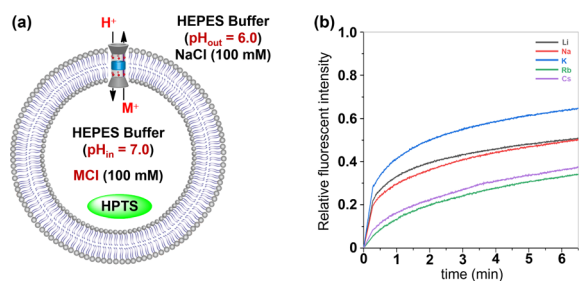 (a)
H⁺
HEPES Buffer
(pHout = 6.0)
NaCl (100 mM)
M⁺
HEPES Buffer
(pHin = 7.0)
MCl (100 mM)
HPTS
(b)
Relative fluorescent intensity
1.0
0.8
0.6
0.4
0.2
0
Li
Na
K
Rb
Cs
0 1 2 3 4 5 6
time (min)